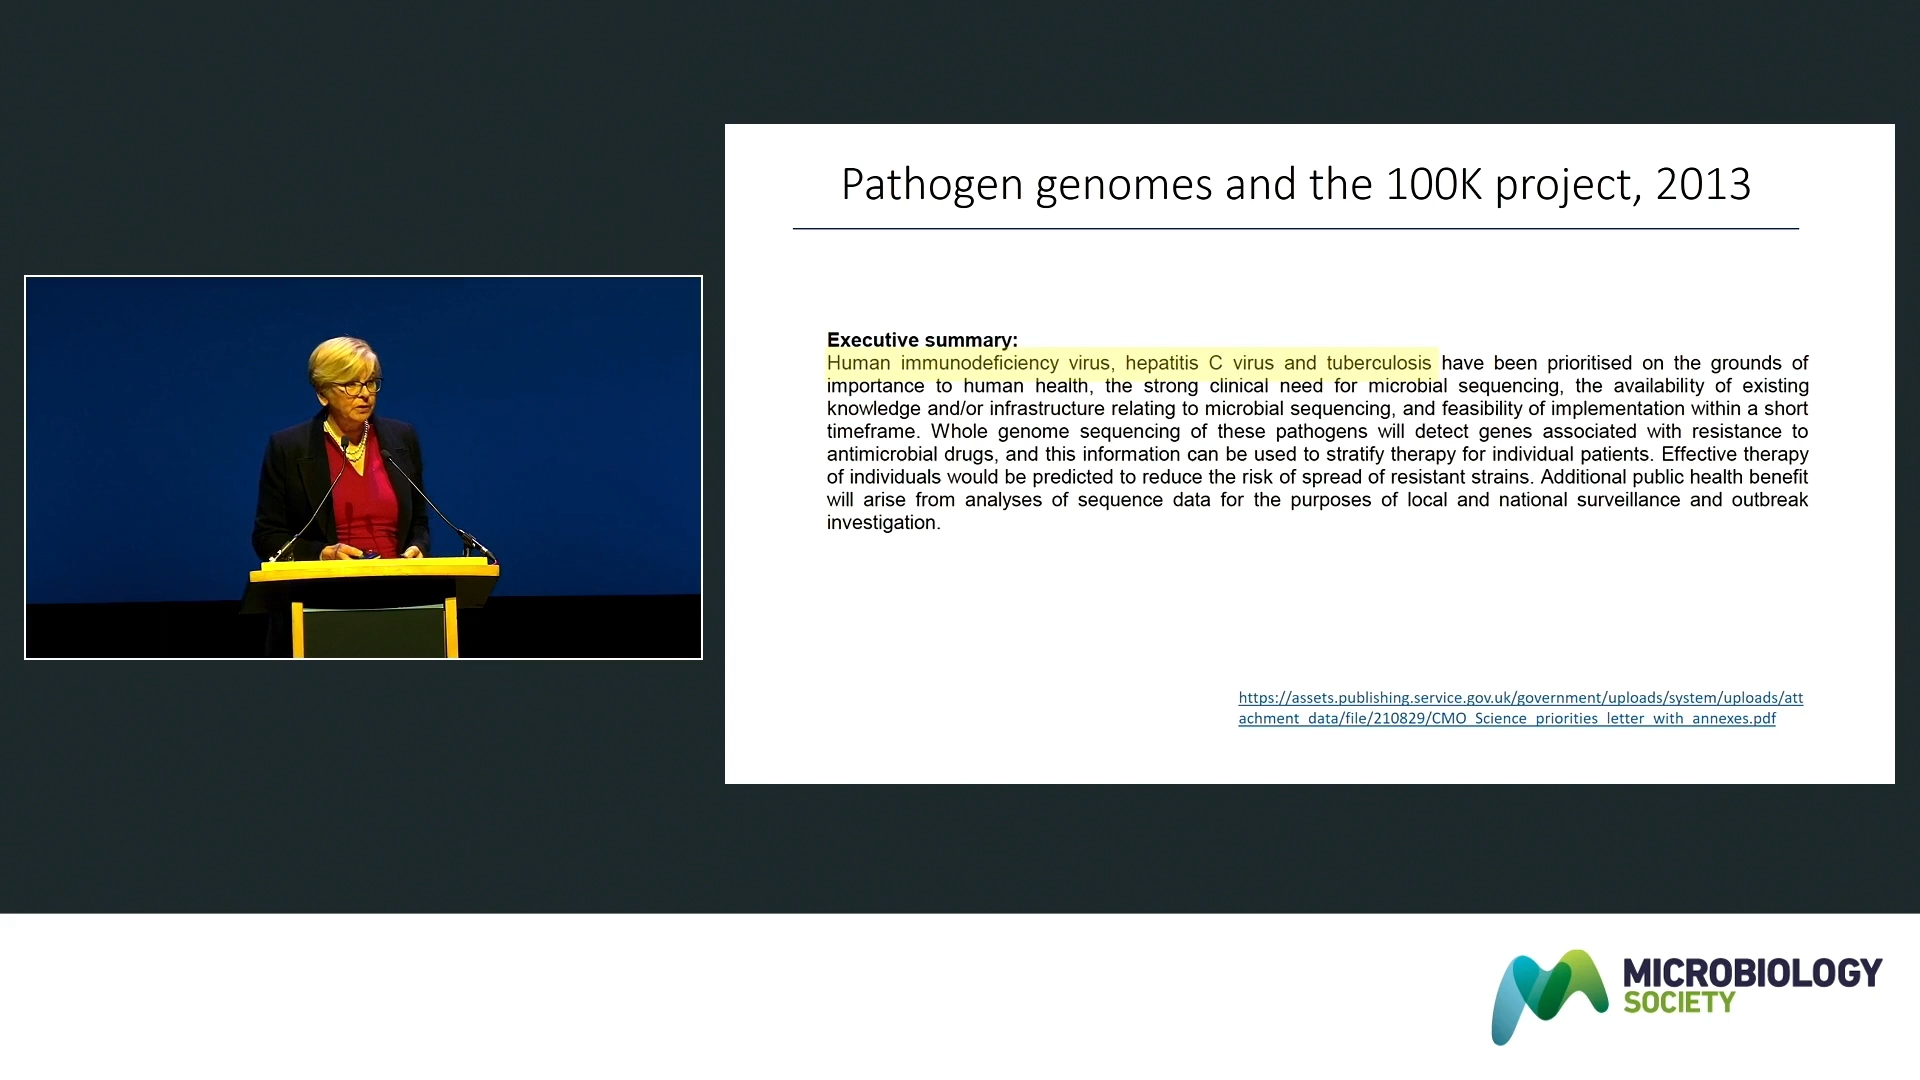 Pathogen genomes and the 100K project, 2013
Executive summary:
Human immunodeficiency virus, hepatitis C virus and tuberculosis have been prioritised on the grounds of
importance to human health, the strong clinical need for microbial sequencing, the availability of existing
knowledge and/or infrastructure relating to microbial sequencing, and feasibility of implementation within a short
timeframe. Whole genome sequencing of these pathogens will detect genes associated with resistance to
antimicrobial drugs, and this information can be used to stratify therapy for individual patients. Effective therapy
of individuals would be predicted to reduce the risk of spread of resistant strains. Additional public health benefit
will arise from analyses of sequence data for the purposes of local and national surveillance and outbreak
investigation.
https://assets.publishing.service.gov.uk/government/uploads/system/uploads/att
achment_data/file/210829/CMO_Science_priorities_letter_with_annexes.pdf
MICROBIOLOGY
SOCIETY